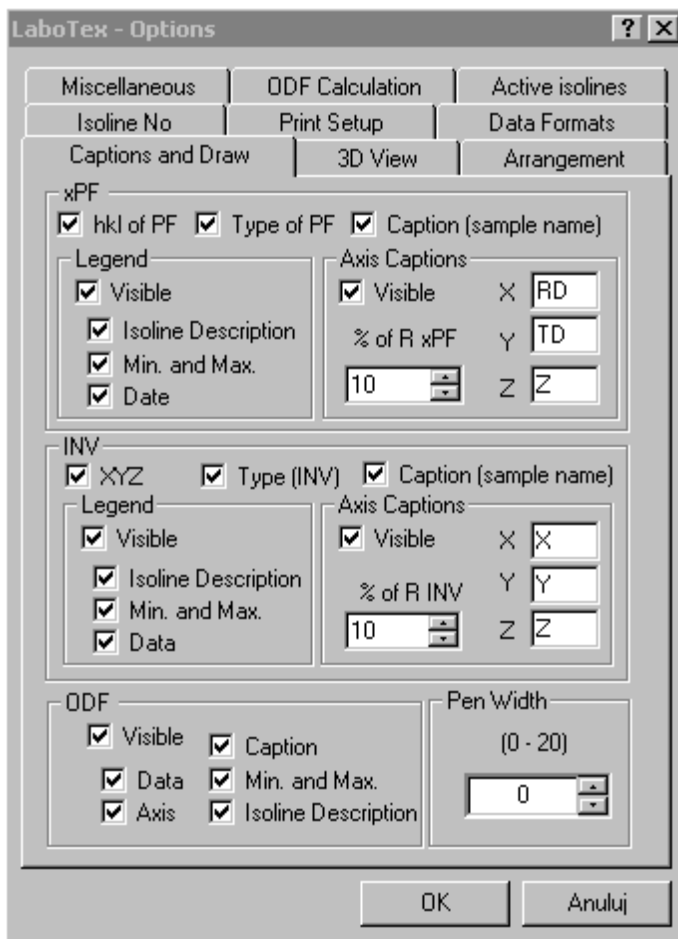 LaboTex - Options
Miscellaneous ODF Calculation Active isolines
Isoline No Print Setup Data Formats
Captions and Draw 3D View Arrangement
xPF
hkl of PF Type of PF Caption (sample name)
Legend
Visible
Isoline Description
Min. and Max.
Date
Axis Captions
Visible X RD
% of R xPF Y TD
10 Z Z
INV
XYZ Type (INV) Caption (sample name)
Legend
Visible
Isoline Description
Min. and Max.
Data
Axis Captions
Visible X X
% of R INV Y Y
10 Z Z
ODF
Visible Caption
Data Min. and Max.
Axis Isoline Description
Pen Width
(0 - 20)
0
OK Anuluj